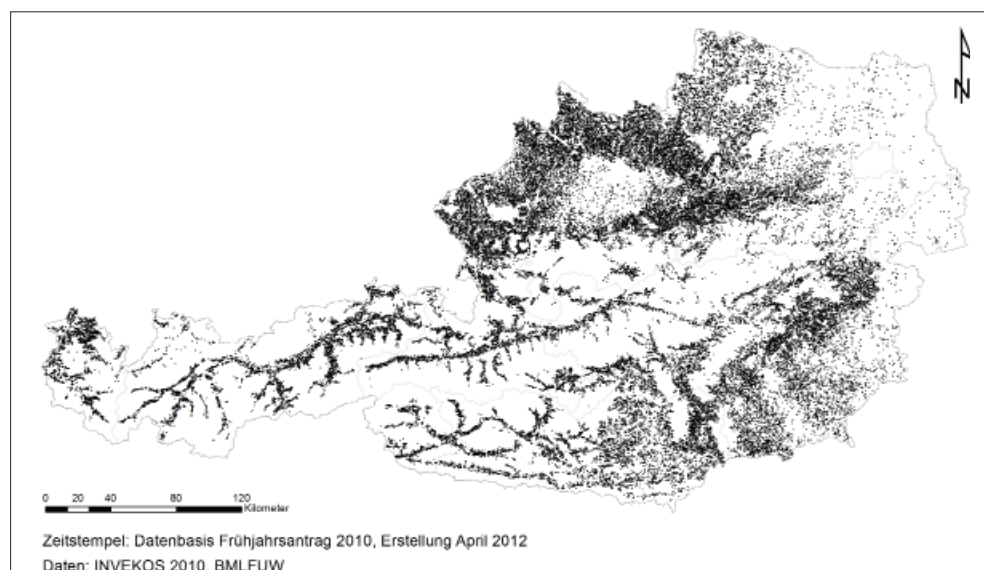 N
0 20 40 80 120
Kilometer
Zeitstempel: Datenbasis Frühjahrsantrag 2010, Erstellung April 2012
Daten: INVEKOS 2010, BMLFUW